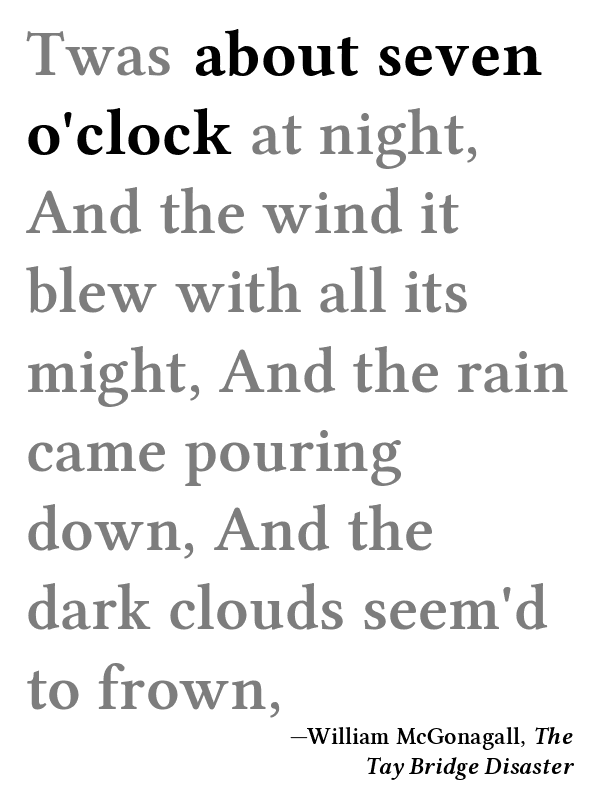 Twas about seven
o'clock at night,
And the wind it
blew with all its
might, And the rain
came pouring
down, And the
dark clouds seem'd
to frown,
—William McGonagall, The
Tay Bridge Disaster